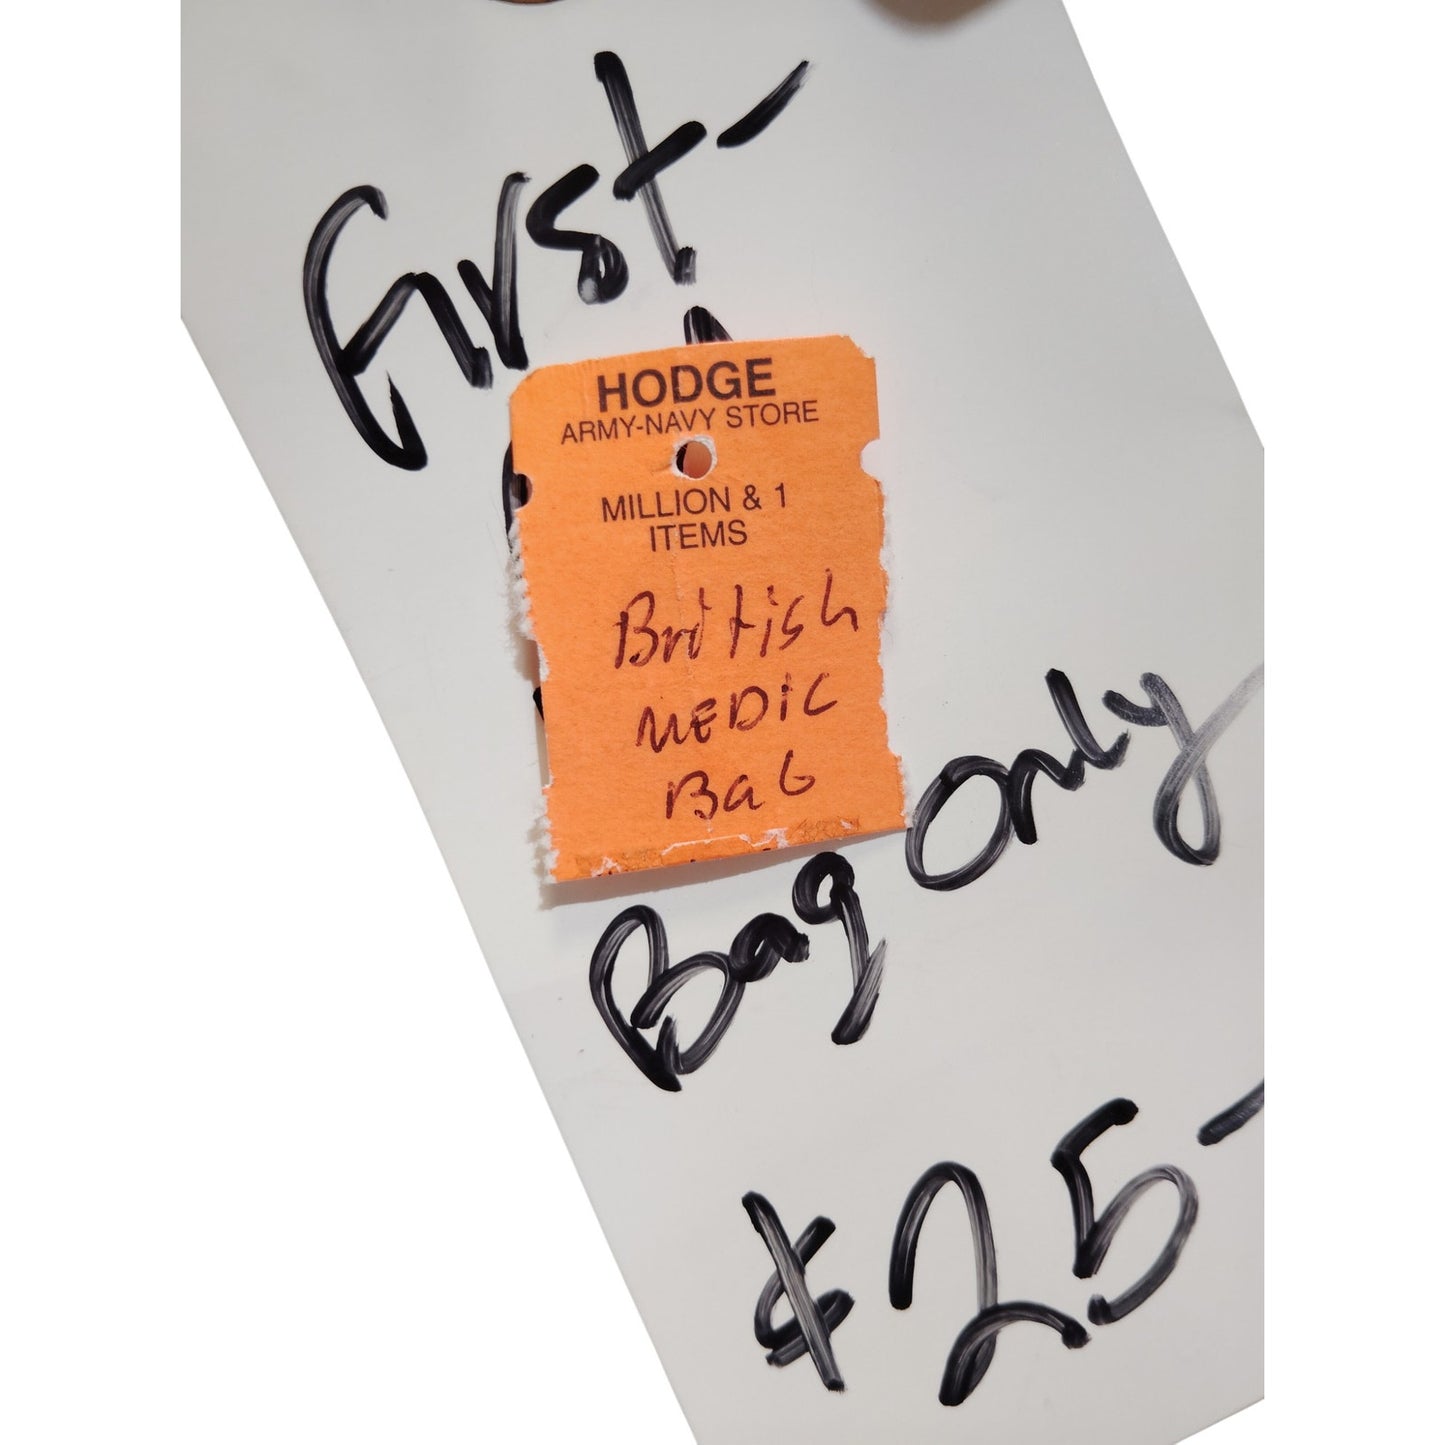 First-
HODGE
ARMY-NAVY STORE
MILLION & 1
ITEMS
British
MEDIC
BaG
Bag Only
$25-